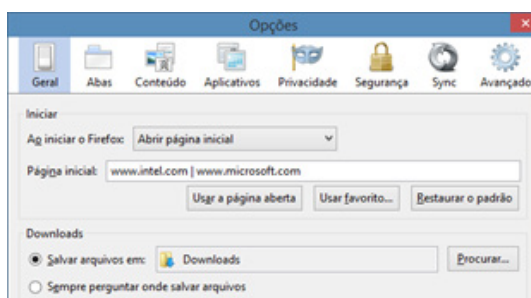 Opções
Geral Abas Conteúdo Aplicativos Privacidade Segurança Sync Avançado
Iniciar
Ao iniciar o Firefox: Abrir página inicial
Página inicial: www.intel.com | www.microsoft.com
Usar a página aberta Usar favorito... Restaurar o padrão
Downloads
Salvar arquivos em: Downloads Procurar...
Sempre perguntar onde salvar arquivos